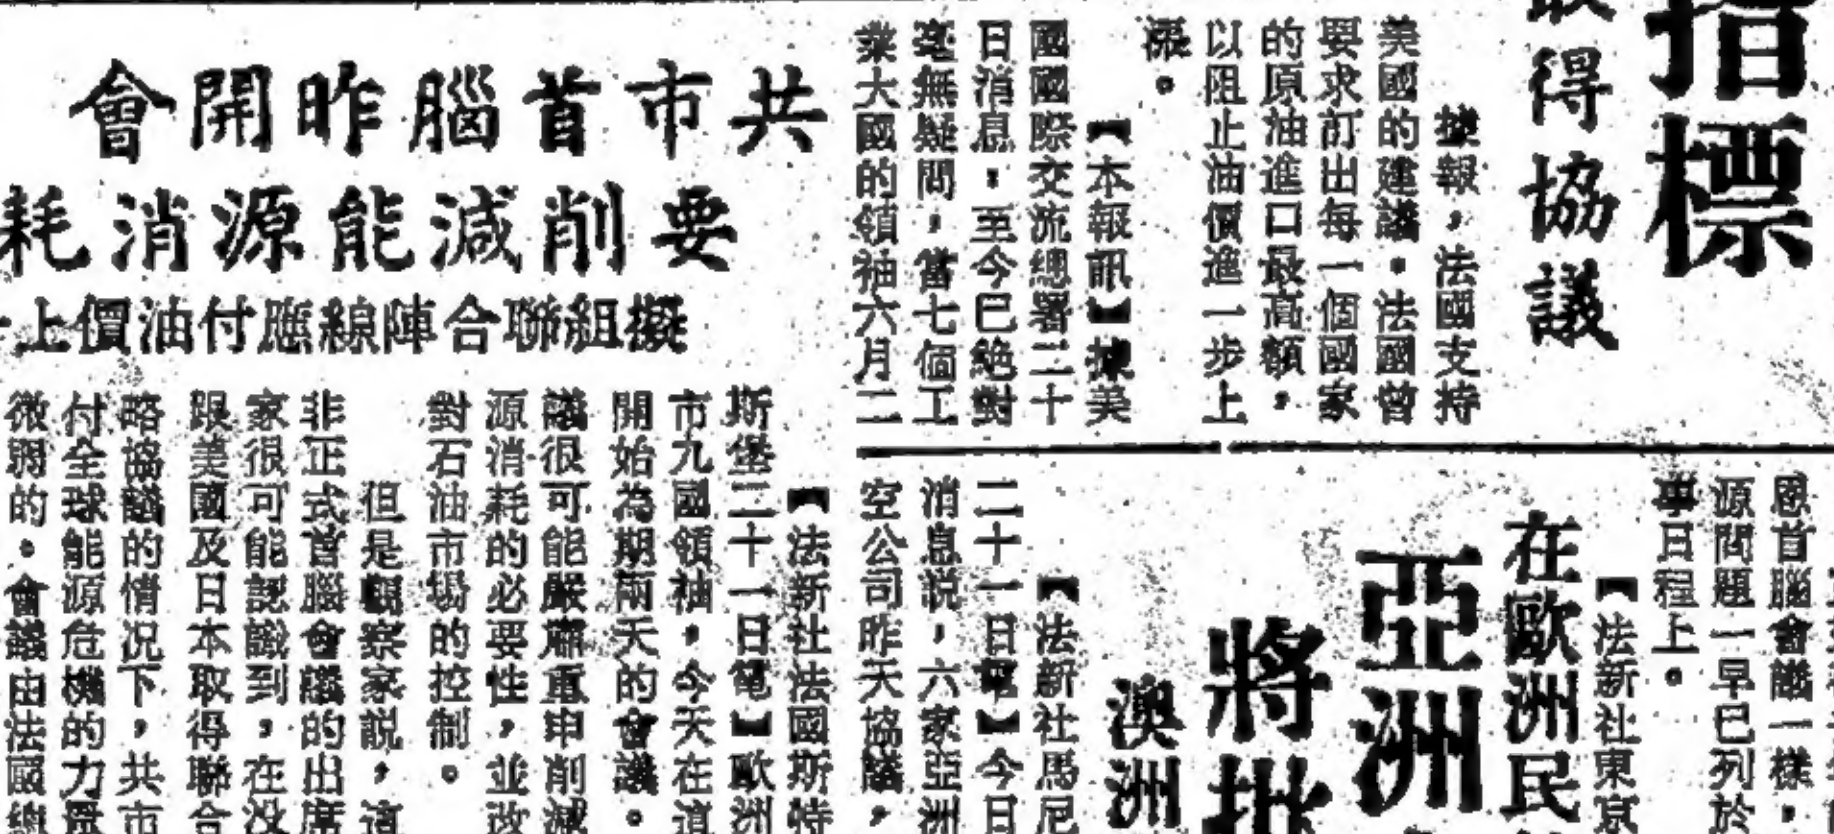 指標
取得協議
據報，法國支持
美國的建議。法國曾
要求訂出每一個國家
的原油進口最高額，
以阻止油價進一步上
漲。
【本報訊】據美
國國際交流總署二十
日消息，至今已絕對
毫無疑問，當七個工
業大國的領袖六月二
共市首腦昨開會
要削減能源消耗
擬組聯合陣線應付油價上
【法新社法國斯特
斯堡二十一日電】歐洲
市九國領袖，今天在這
開始為期兩天的會議。
議很可能嚴肅重申削減
源消耗的必要性，並改
對石油市場的控制。
但是觀察家說，這
非正式首腦會議的出席
家很可能認識到，在没
跟美國及日本取得聯合
略協議的情況下，共市
付全球能源危機的力量
微弱的。會議由法國總
恩首腦會議一樣，
源問題一早已列於
事日程上。
【法新社東京
在歐洲民
亞洲
將批
澳洲
【法新社馬尼
二十一日電】今日
消息說，六家亞洲
空公司昨天協議，